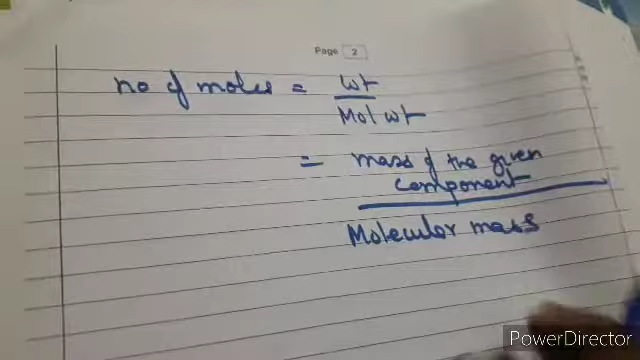 Page 2
no of moles = wt
Mol wt
= mass of the given
component
Molecular mass
PowerDirector